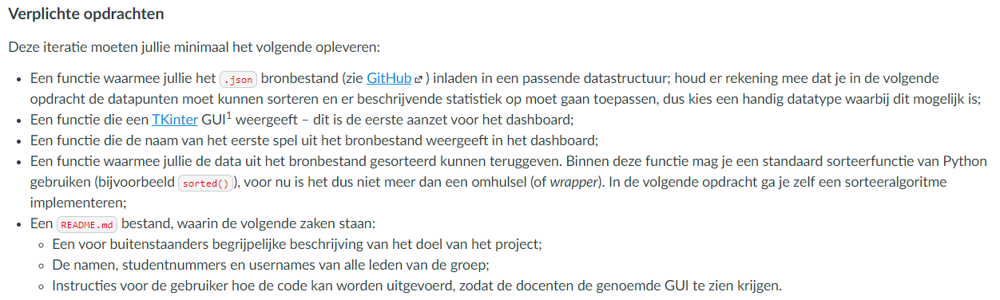 Verplichte opdrachten
Deze iteratie moeten jullie minimaal het volgende opleveren:
• Een functie waarmee jullie het .json bronbestand (zie GitHub ) inladen in een passende datastructuur; houd er rekening mee dat je in de volgende
opdracht de datapunten moet kunnen sorteren en er beschrijvende statistiek op moet gaan toepassen, dus kies een handig datatype waarbij dit mogelijk is;
• Een functie die een TKinter GUI¹ weergeeft – dit is de eerste aanzet voor het dashboard;
• Een functie die de naam van het eerste spel uit het bronbestand weergeeft in het dashboard;
• Een functie waarmee jullie de data uit het bronbestand gesorteerd kunnen teruggeven. Binnen deze functie mag je een standaard sorteerfunctie van Python
gebruiken (bijvoorbeeld sorted()), voor nu is het dus niet meer dan een omhulsel (of wrapper). In de volgende opdracht ga je zelf een sorteeralgoritme
implementeren;
• Een README.md bestand, waarin de volgende zaken staan:
◦ Een voor buitenstaanders begrijpelijke beschrijving van het doel van het project;
◦ De namen, studentnummers en usernames van alle leden van de groep;
◦ Instructies voor de gebruiker hoe de code kan worden uitgevoerd, zodat de docenten de genoemde GUI te zien krijgen.